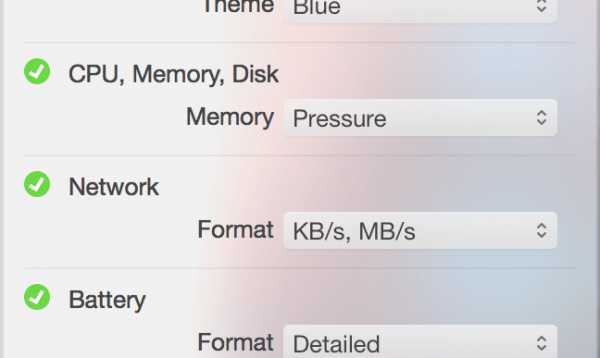 Theme Blue
CPU, Memory, Disk
Memory Pressure
Network
Format KB/s, MB/s
Battery
Format Detailed